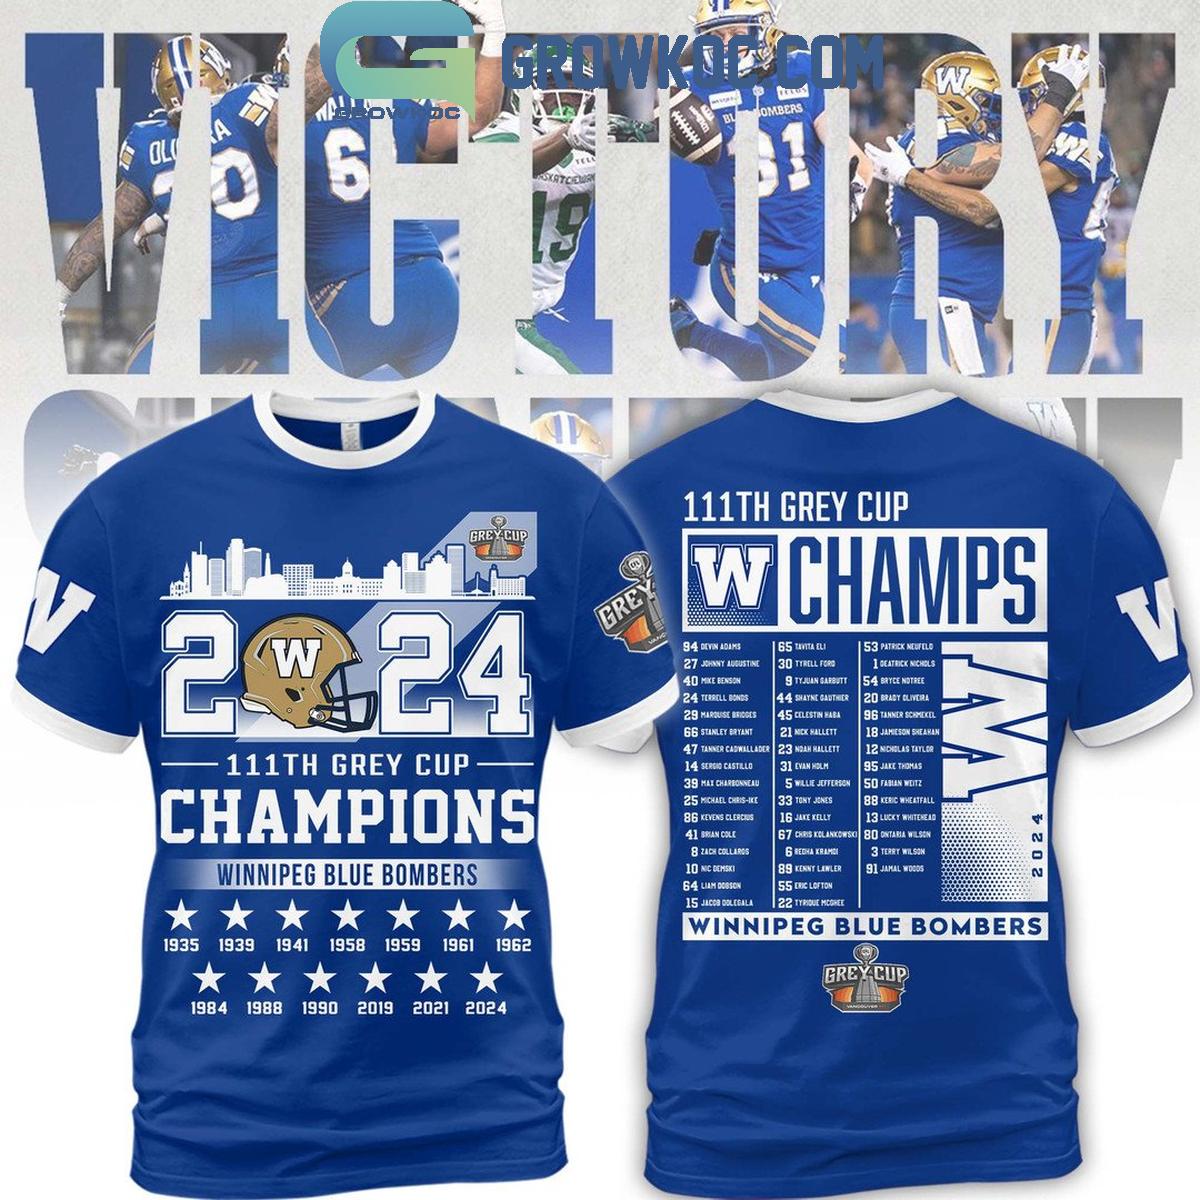 VICTORY
GROWKOC.COM
GROWKOC
GREY CUP
VANCOUVER
2024
W
111TH GREY CUP
CHAMPIONS
WINNIPEG BLUE BOMBERS
1935 1939 1941 1958 1959 1961 1962
1984 1988 1990 2019 2021 2024
W
111TH GREY CUP
W CHAMPS
94 DEVIN ADAMS
27 JOHNNY AUGUSTINE
40 MIKE BENSON
24 TERRELL BONDS
29 MARQUISE BRIDGES
66 STANLEY BRYANT
47 TANNER CADWALLADER
14 SERGIO CASTILLO
39 MAX CHARBONNEAU
25 MICHAEL CHRIS-IKE
86 KEVENS CLERCIUS
41 BRIAN COLE
8 ZACH COLLAROS
10 NIC DEMSKI
64 LIAM DOBSON
15 JACOB DOLEGALA
65 TAVITA ELI
30 TYRELL FORD
9 TYJUAN GARBUTT
44 SHAYNE GAUTHIER
45 CELESTIN HABA
21 NICK HALLETT
23 NOAH HALLETT
31 EVAN HOLM
5 WILLIE JEFFERSON
33 TONY JONES
16 JAKE KELLY
67 CHRIS KOLANKOWSKI
6 REDHA KRAMDI
89 KENNY LAWLER
55 ERIC LOFTON
22 TYRIQUE MCGHEE
53 PATRICK NEUFELD
1 DEATRICK NICHOLS
54 BRYCE NOTREE
20 BRADY OLIVEIRA
96 TANNER SCHMEKEL
18 JAMIESON SHEAHAN
12 NICHOLAS TAYLOR
95 JAKE THOMAS
50 FABIAN WEITZ
88 KERIC WHEATFALL
13 LUCKY WHITEHEAD
80 ONTARIA WILSON
3 TERRY WILSON
91 JAMAL WOODS
W
2024
WINNIPEG BLUE BOMBERS
GREY CUP
VANCOUVER